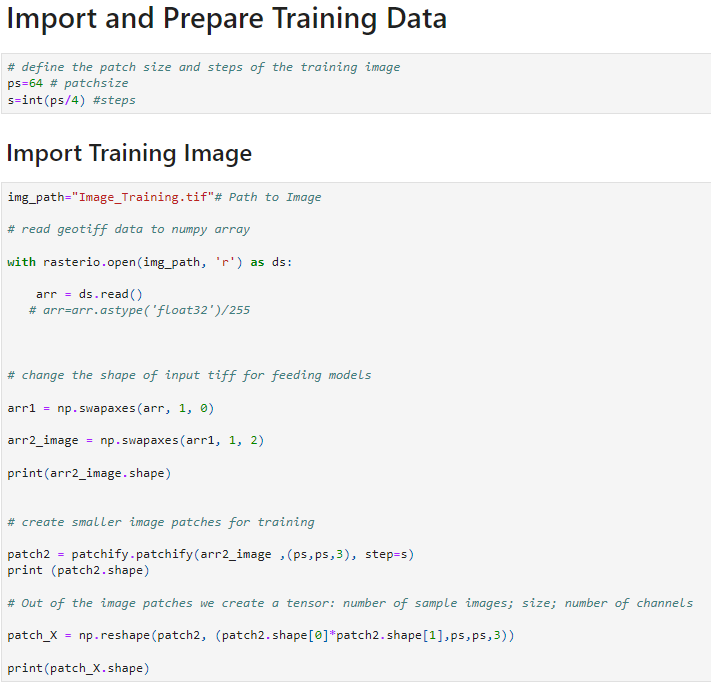 Import and Prepare Training Data
# define the patch size and steps of the training image
ps=64 # patchsize
s=int(ps/4) #steps
Import Training Image
img_path="Image_Training.tif"# Path to Image
# read geotiff data to numpy array
with rasterio.open(img_path, 'r') as ds:
    arr = ds.read()
   # arr=arr.astype('float32')/255
# change the shape of input tiff for feeding models
arr1 = np.swapaxes(arr, 1, 0)
arr2_image = np.swapaxes(arr1, 1, 2)
print(arr2_image.shape)
# create smaller image patches for training
patch2 = patchify.patchify(arr2_image ,(ps,ps,3), step=s)
print (patch2.shape)
# Out of the image patches we create a tensor: number of sample images; size; number of channels
patch_X = np.reshape(patch2, (patch2.shape[0]*patch2.shape[1],ps,ps,3))
print(patch_X.shape)